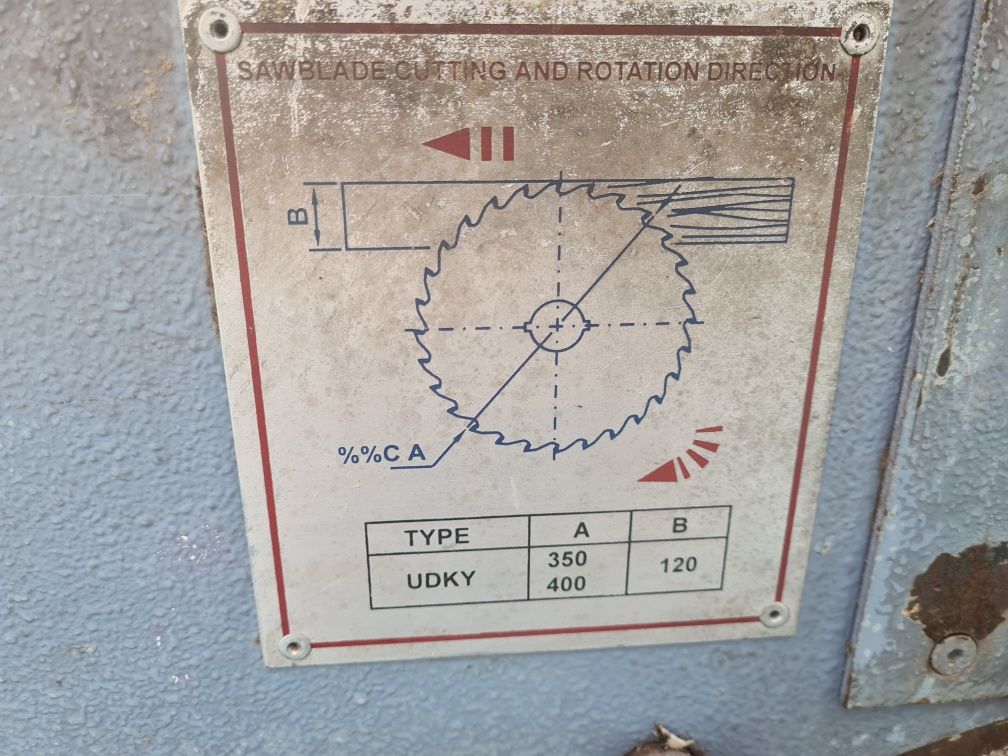 SAWBLADE CUTTING AND ROTATION DIRECTION
B
%%C A
TYPE A B
UDKY 350 400 120